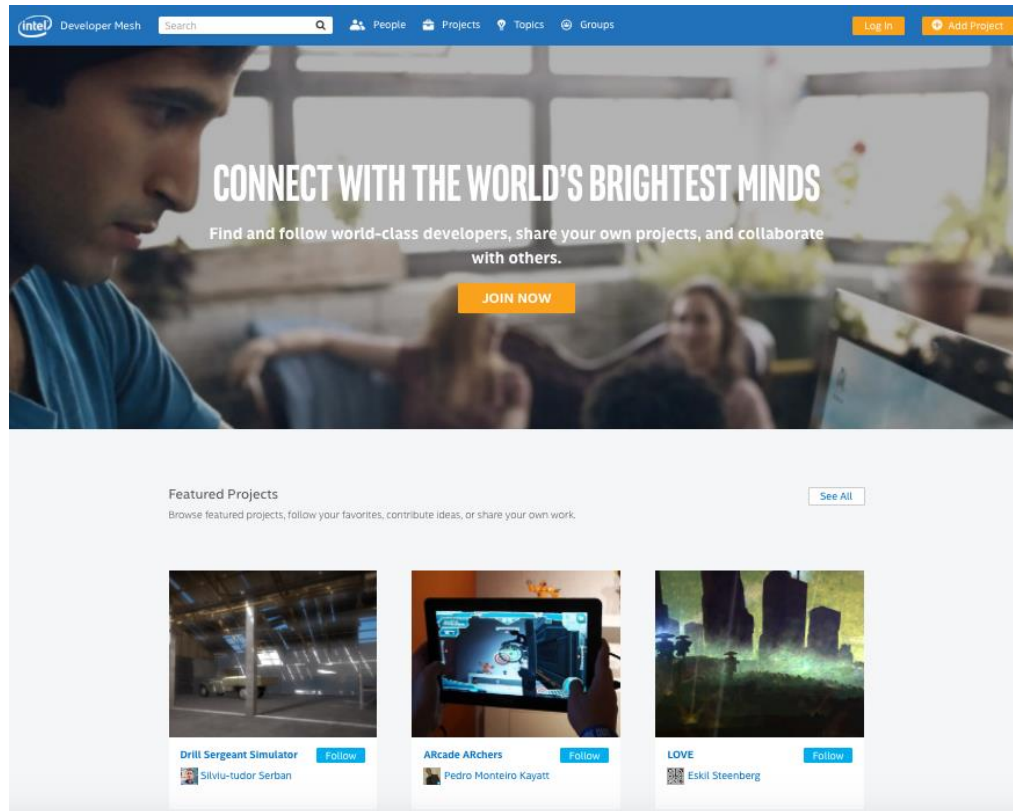 intel Developer Mesh Search People Projects Topics Groups Log In Add Project
CONNECT WITH THE WORLD'S BRIGHTEST MINDS
Find and follow world-class developers, share your own projects, and collaborate
with others.
JOIN NOW
Featured Projects See All
Browse featured projects, follow your favorites, contribute ideas, or share your own work.
Drill Sergeant Simulator Follow ARcade ARchers Follow LOVE Follow
Silviu-tudor Serban Pedro Monteiro Kayatt Eskil Steenberg